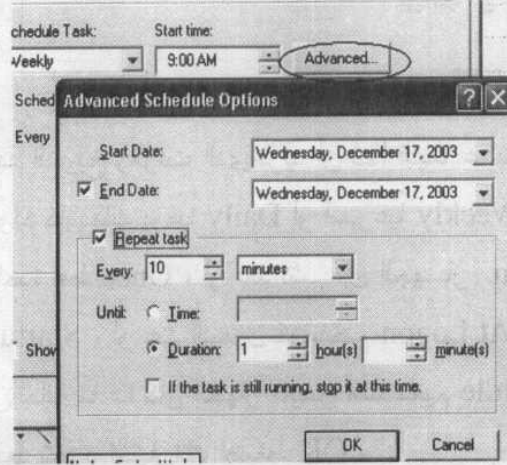 chedule Task: Start time:
Veekly 9:00 AM Advanced...
Sched Advanced Schedule Options
Every
Start Date: Wednesday, December 17, 2003
End Date: Wednesday, December 17, 2003
Repeat task
Every: 10 minutes
Until: Time:
Show
Duration: 1 hour(s) minute(s)
If the task is still running, stop it at this time.
OK Cancel